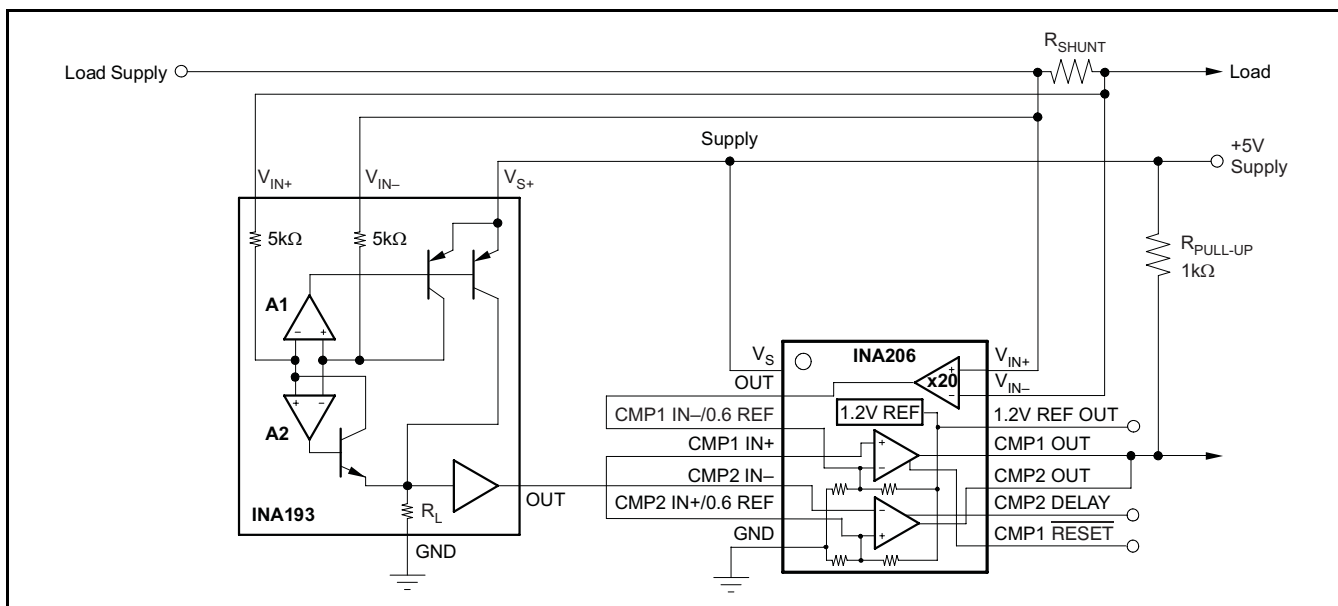 R_SHUNT
Load Supply
Load
Supply
+5V
Supply
V_IN+
V_IN–
V_S+
5kΩ
5kΩ
R_PULL-UP
1kΩ
A1
– +
A2
+ –
R_L
INA193
OUT
GND
V_S
INA206
V_IN+
OUT
x20
+
–
V_IN–
CMP1 IN–/0.6 REF
1.2V REF
1.2V REF OUT
CMP1 IN+
+
–
CMP1 OUT
CMP2 IN–
CMP2 OUT
CMP2 IN+/0.6 REF
–
+
CMP2 DELAY
GND
CMP1 R̅E̅S̅E̅T̅